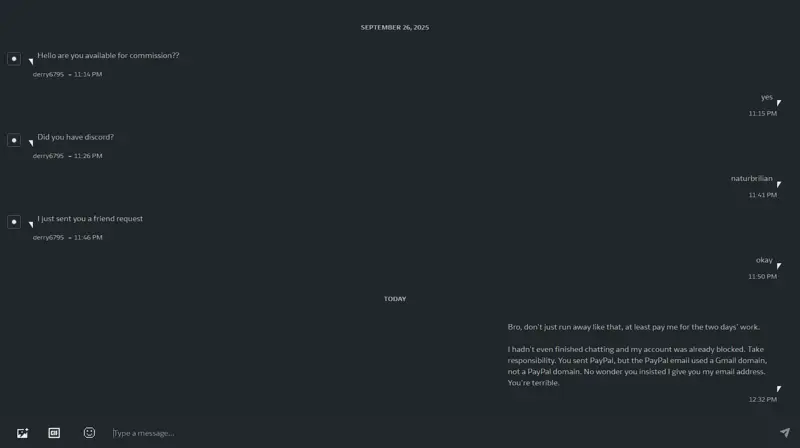 SEPTEMBER 26, 2025
Hello are you available for commission??
derry6795 – 11:14 PM
yes
11:15 PM
Did you have discord?
derry6795 – 11:26 PM
naturbrilian
11:41 PM
I just sent you a friend request
derry6795 – 11:46 PM
okay
11:50 PM
TODAY
Bro, don't just run away like that, at least pay me for the two days' work.
I hadn't even finished chatting and my account was already blocked. Take
responsibility. You sent PayPal, but the PayPal email used a Gmail domain,
not a PayPal domain. No wonder you insisted I give you my email address.
You're terrible.
12:32 PM
Type a message...